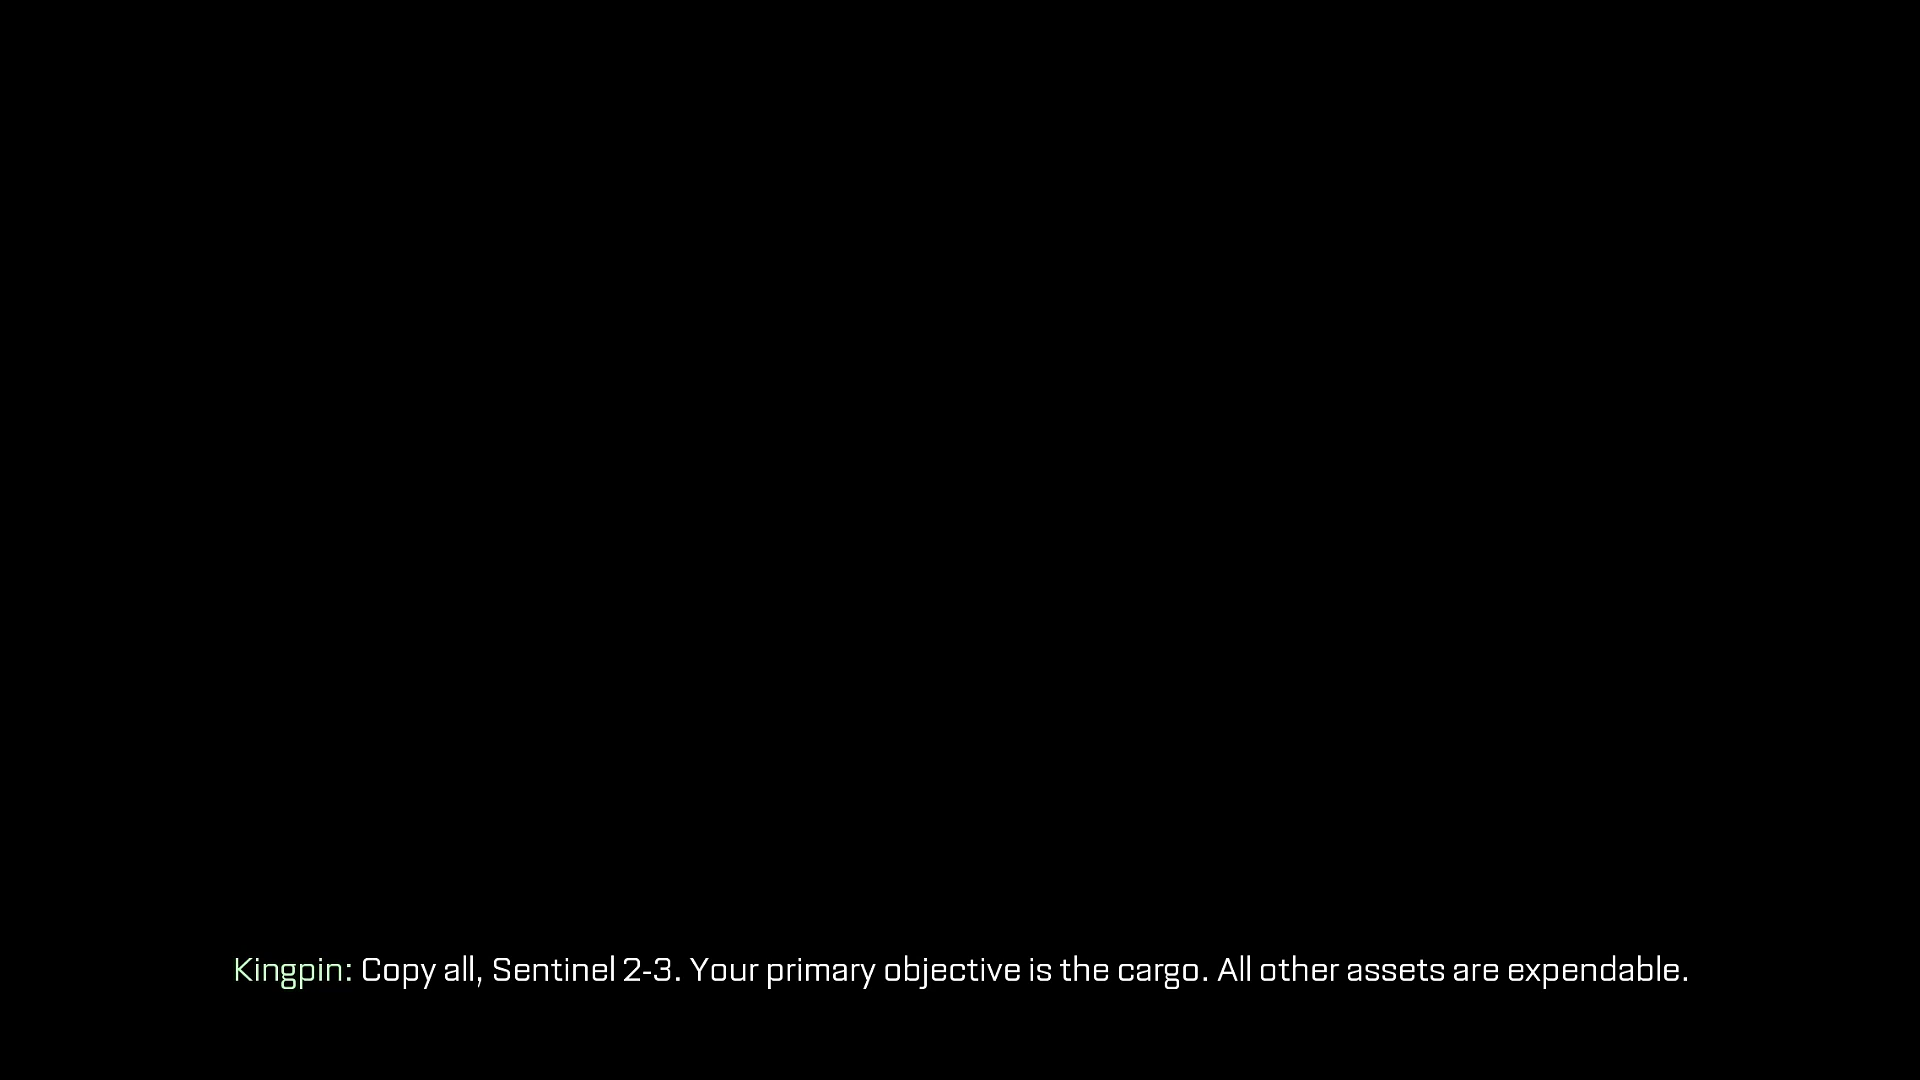 Kingpin: Copy all, Sentinel 2-3. Your primary objective is the cargo. All other assets are expendable.